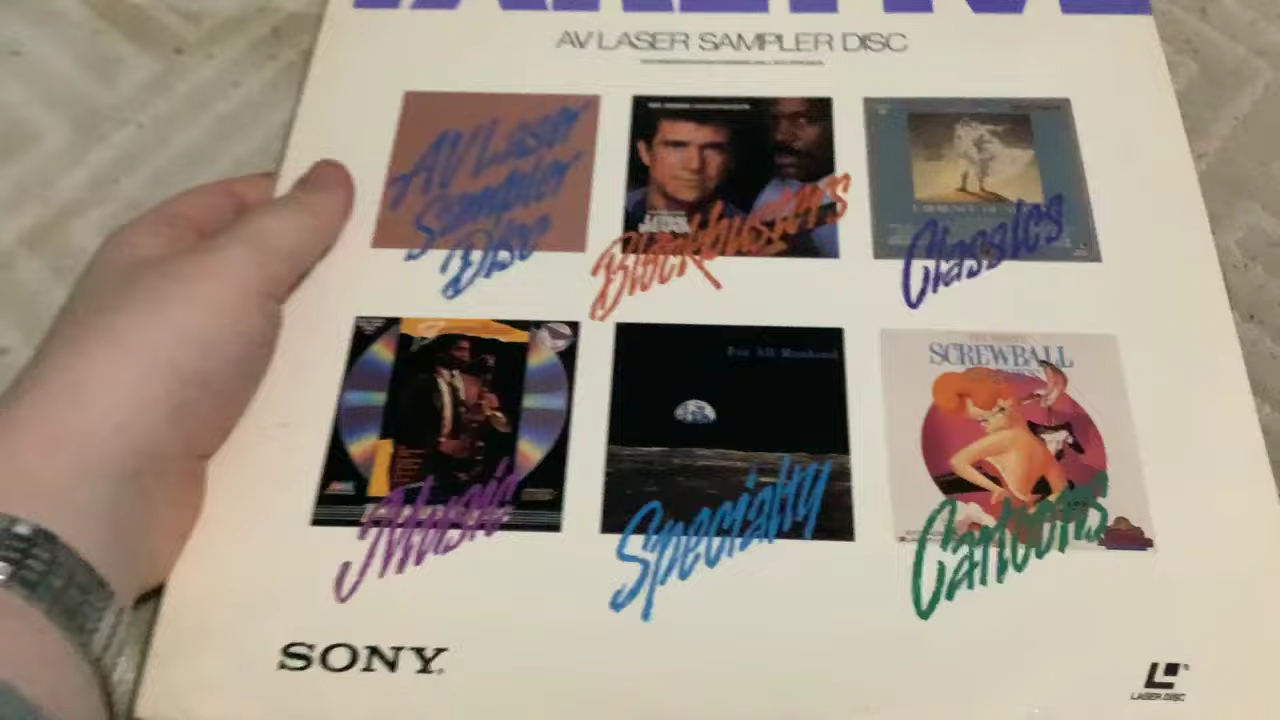 AV LASER SAMPLER DISC
AV Laser
Sampler
Disc
Blockbusters
Classics
Music
For All Mankind
Specialty
SCREWBALL
Cartoons
SONY
LASER DISC